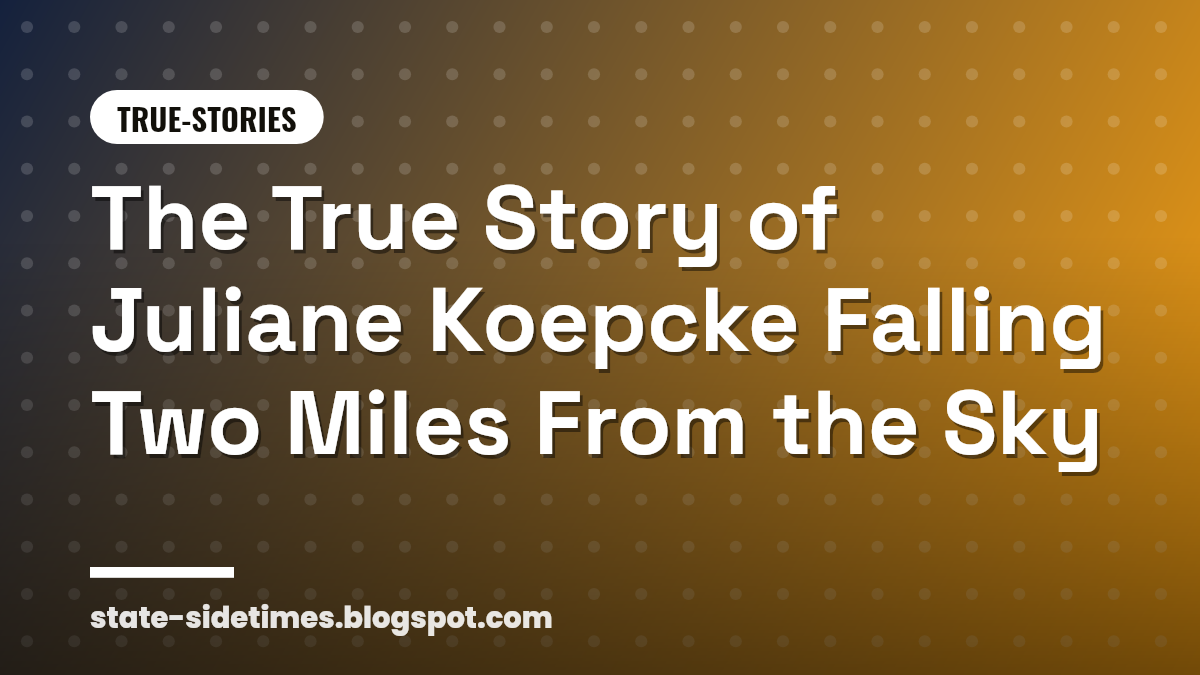 TRUE-STORIES
The True Story of
Juliane Koepcke Falling
Two Miles From the Sky
state-sidetimes.blogspot.com